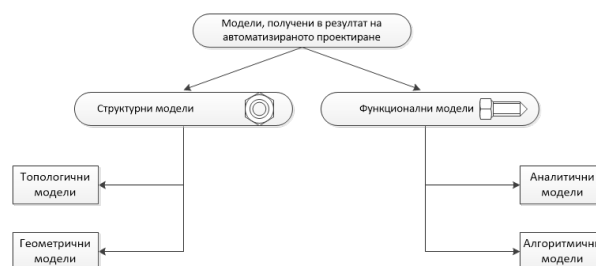 Модели, получени в резултат на
автоматизираното проектиране
Структурни модели
Функционални модели
Топологични
модели
Аналитични
модели
Геометрични
модели
Алгоритмични
модели